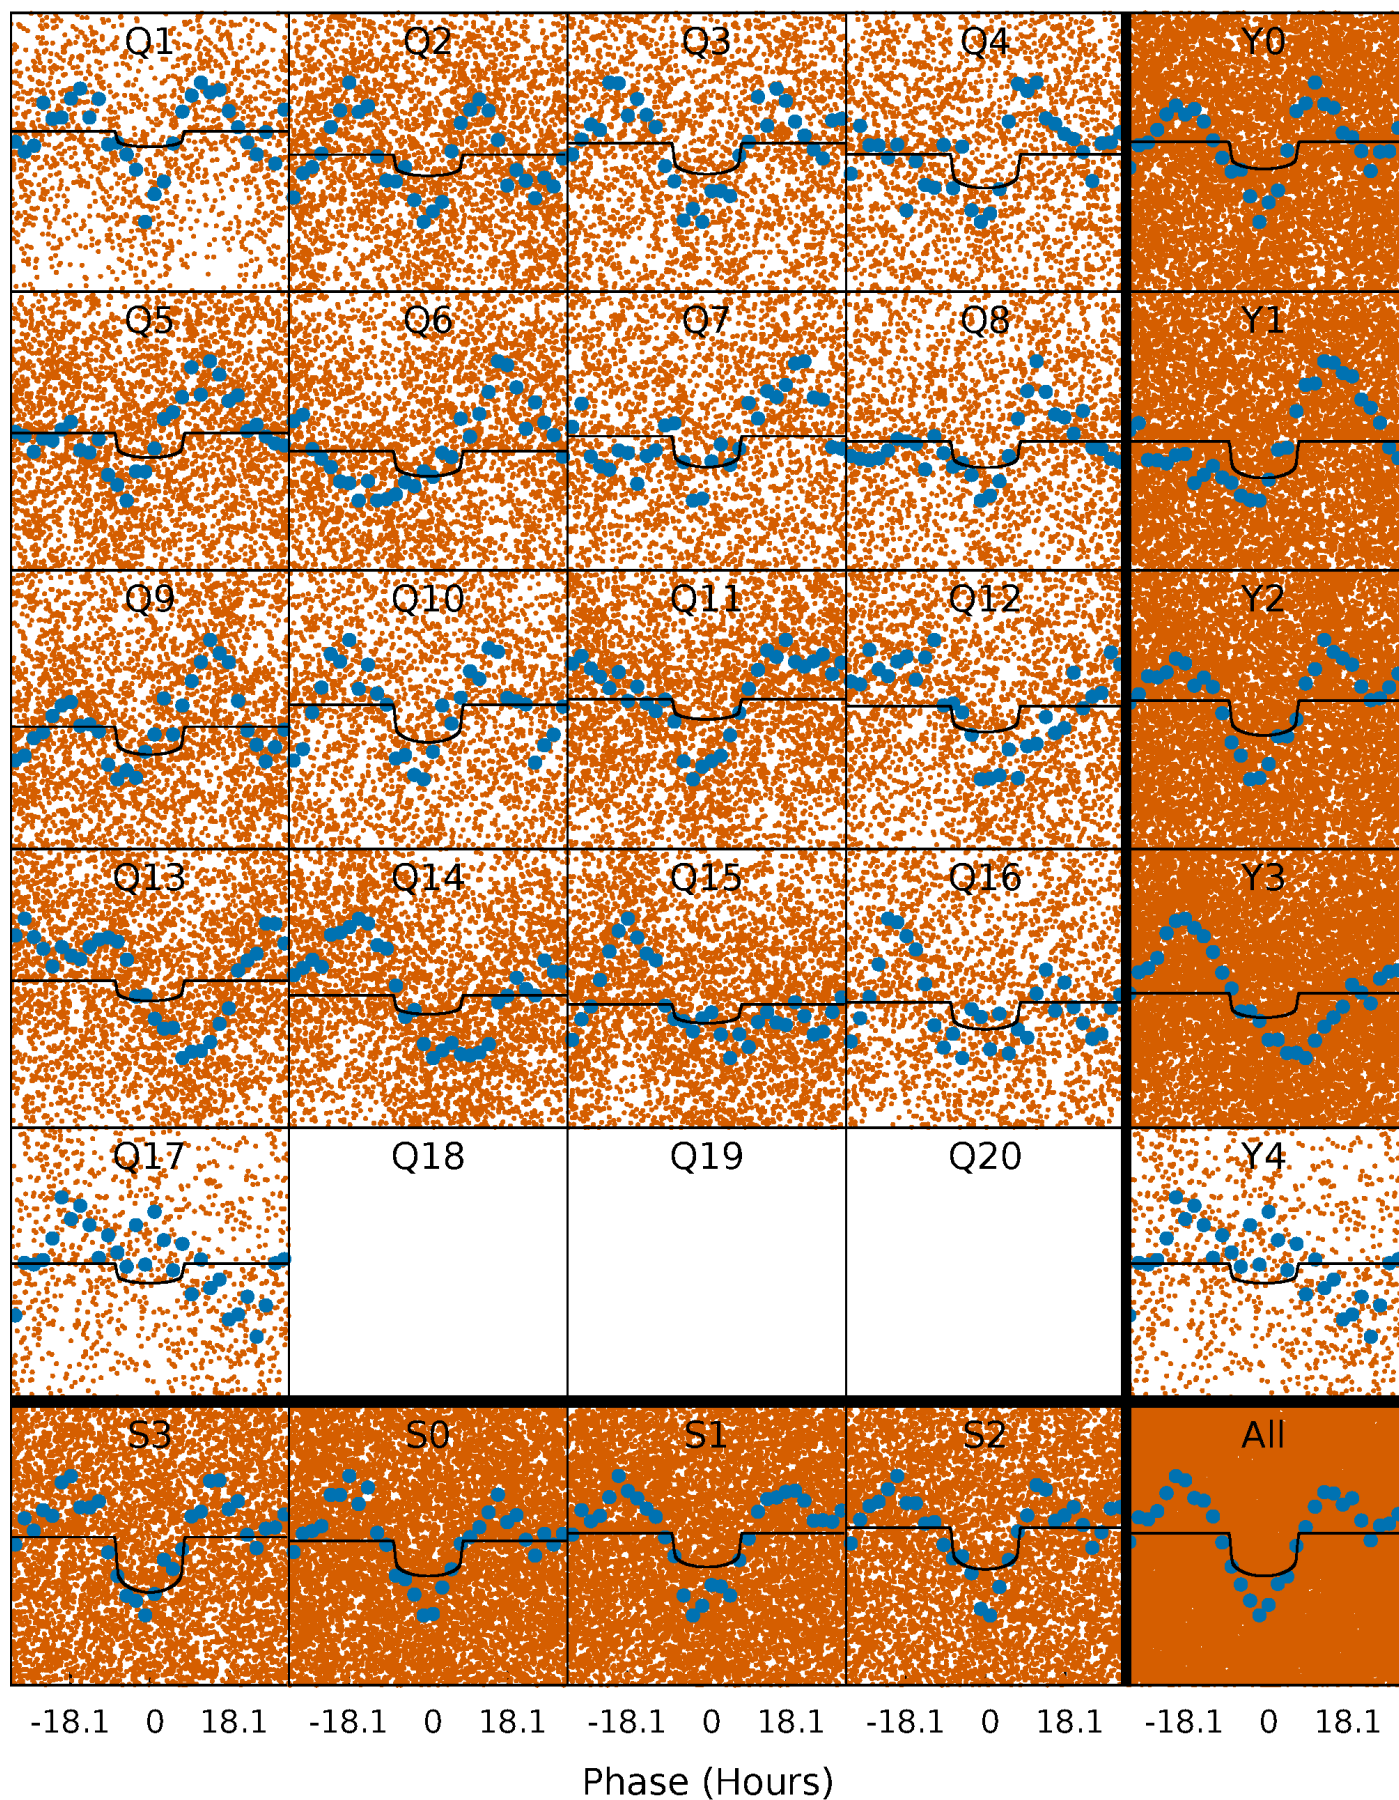 Q1 Q2 Q3 Q4 Y0
Q5 Q6 Q7 Q8 Y1
Q9 Q10 Q11 Q12 Y2
Q13 Q14 Q15 Q16 Y3
Q17 Q18 Q19 Q20 Y4
S3 S0 S1 S2 All
-18.1 0 18.1 -18.1 0 18.1 -18.1 0 18.1 -18.1 0 18.1 -18.1 0 18.1
Phase (Hours)